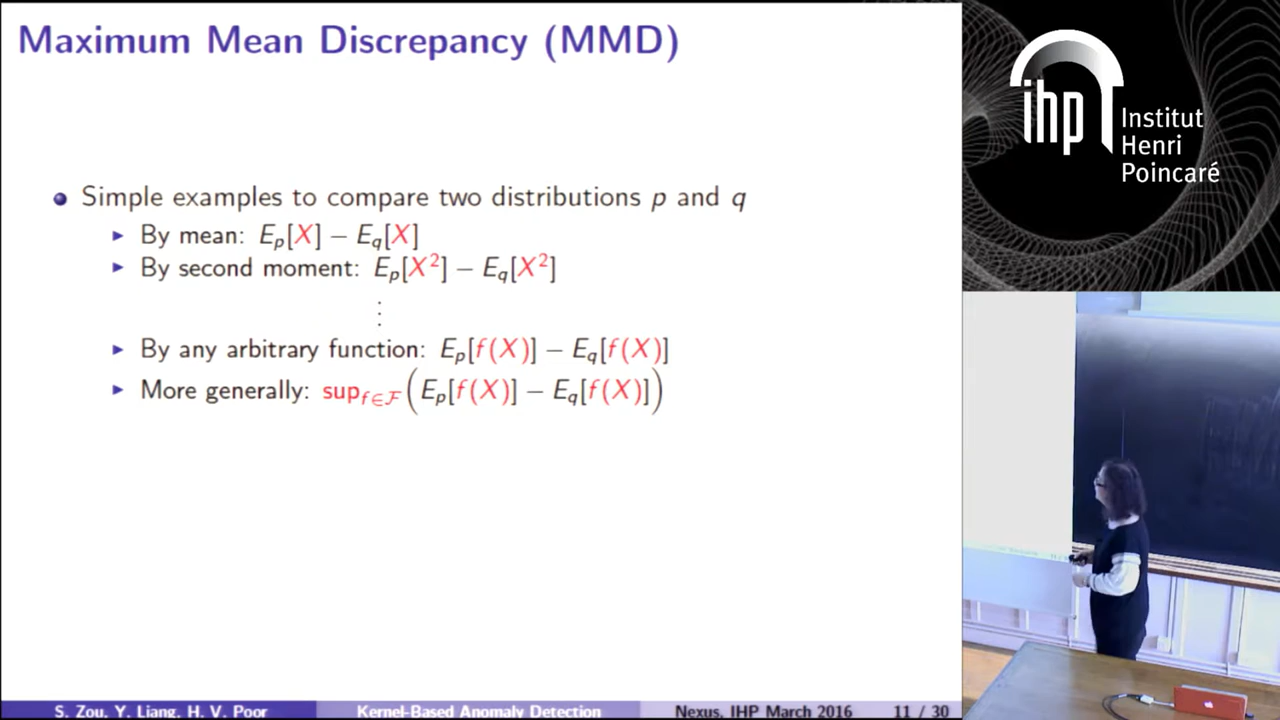 Maximum Mean Discrepancy (MMD)
Simple examples to compare two distributions p and q
By mean: E_p[X] − E_q[X]
By second moment: E_p[X²] − E_q[X²]
⋮
By any arbitrary function: E_p[f(X)] − E_q[f(X)]
More generally: sup_{f∈𝓕}(E_p[f(X)] − E_q[f(X)])
S. Zou, Y. Liang, H. V. Poor
Kernel-Based Anomaly Detection
Nexus, IHP March 2016
11 / 30
ihp
Institut
Henri
Poincaré